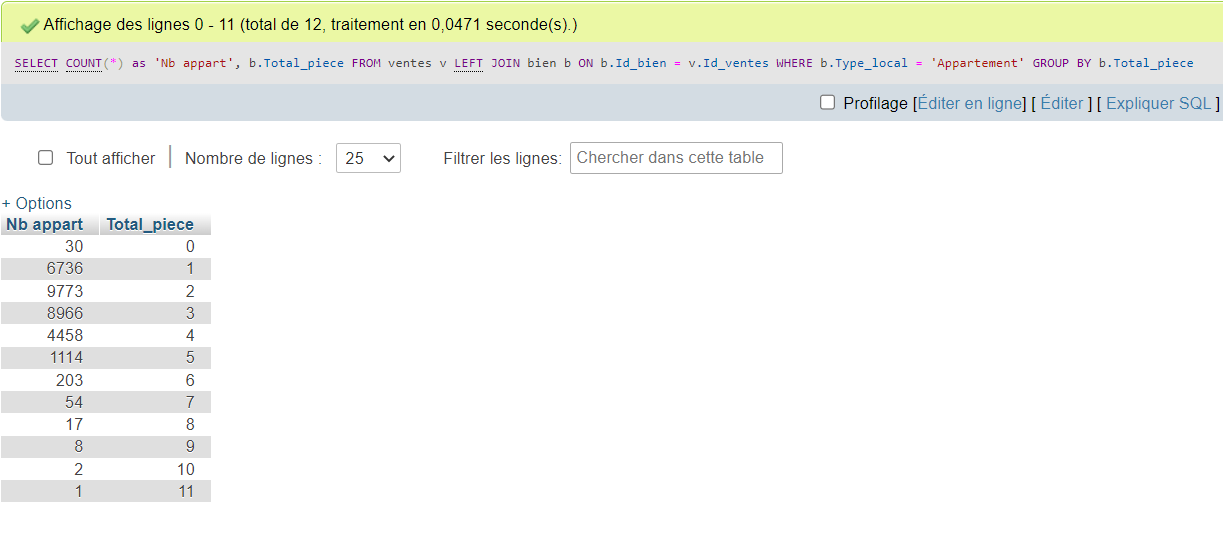 Affichage des lignes 0 - 11 (total de 12, traitement en 0,0471 seconde(s).)
SELECT COUNT(*) as 'Nb appart', b.Total_piece FROM ventes v LEFT JOIN bien b ON b.Id_bien = v.Id_ventes WHERE b.Type_local = 'Appartement' GROUP BY b.Total_piece
Profilage [Éditer en ligne] [ Éditer ] [ Expliquer SQL ]
Tout afficher Nombre de lignes : 25 Filtrer les lignes: Chercher dans cette table
+ Options
Nb appart Total_piece
30 0
6736 1
9773 2
8966 3
4458 4
1114 5
203 6
54 7
17 8
8 9
2 10
1 11